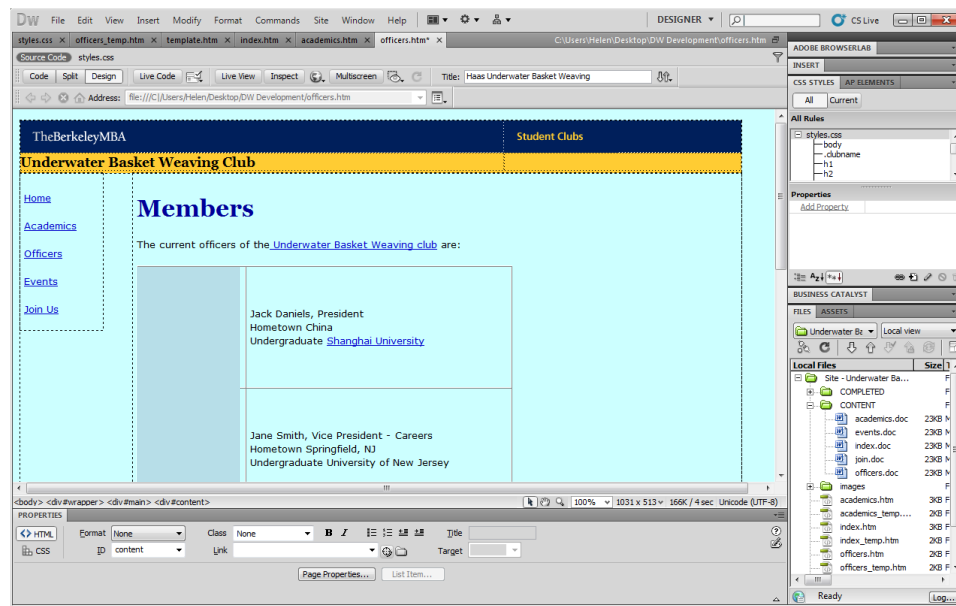 DW File Edit View Insert Modify Format Commands Site Window Help DESIGNER CS Live
styles.css × officers_temp.htm × template.htm × index.htm × academics.htm × officers.htm* × C:\Users\Helen\Desktop\DW Development\officers.htm
Source Code styles.css
Code Split Design Live Code Live View Inspect Multiscreen Title: Haas Underwater Basket Weaving
Address: file:///C|/Users/Helen/Desktop/DW Development/officers.htm
TheBerkeleyMBA Student Clubs
Underwater Basket Weaving Club
Home
Academics
Officers
Events
Join Us
Members
The current officers of the Underwater Basket Weaving club are:
Jack Daniels, President
Hometown China
Undergraduate Shanghai University
Jane Smith, Vice President - Careers
Hometown Springfield, NJ
Undergraduate University of New Jersey
<body> <div#wrapper> <div#main> <div#content> 100% 1031 x 513 166K / 4 sec Unicode (UTF-8)
PROPERTIES
<> HTML Format None Class None B I Title
CSS ID content Link Target
Page Properties... List Item...
ADOBE BROWSERLAB
INSERT
CSS STYLES AP ELEMENTS
All Current
All Rules
styles.css
body
.clubname
h1
h2
Properties
Add Property
BUSINESS CATALYST
FILES ASSETS
Underwater Ba Local view
Local Files Size
Site - Underwater Ba... F
COMPLETED F
CONTENT F
academics.doc 23KB M
events.doc 23KB M
index.doc 23KB M
join.doc 23KB M
officers.doc 23KB M
images F
academics.htm 3KB F
academics_temp.... 2KB F
index.htm 3KB F
index_temp.htm 2KB F
officers.htm 2KB F
officers_temp.htm 2KB F
Ready Log...